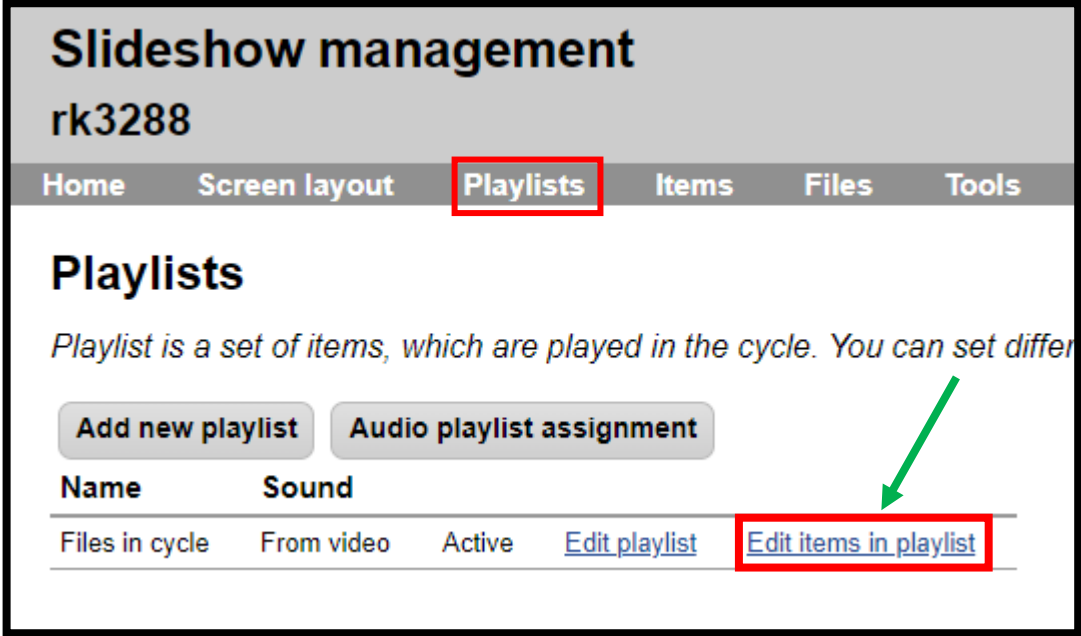 Slideshow management
rk3288
Home Screen layout Playlists Items Files Tools
Playlists
Playlist is a set of items, which are played in the cycle. You can set differ
Add new playlist Audio playlist assignment
Name Sound
Files in cycle From video Active Edit playlist Edit items in playlist